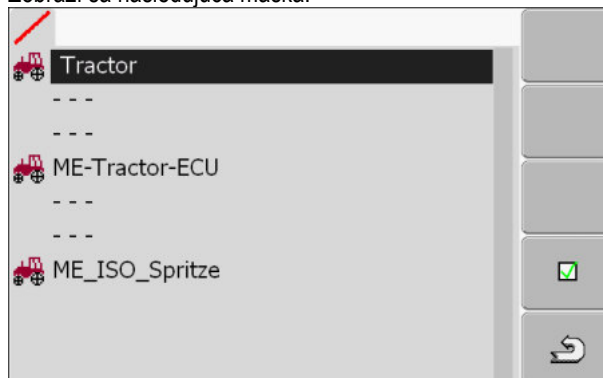 Zobrazí sa nasledujúca maska:
Tractor
- - -
- - -
ME-Tractor-ECU
- - -
- - -
ME_ISO_Spritze